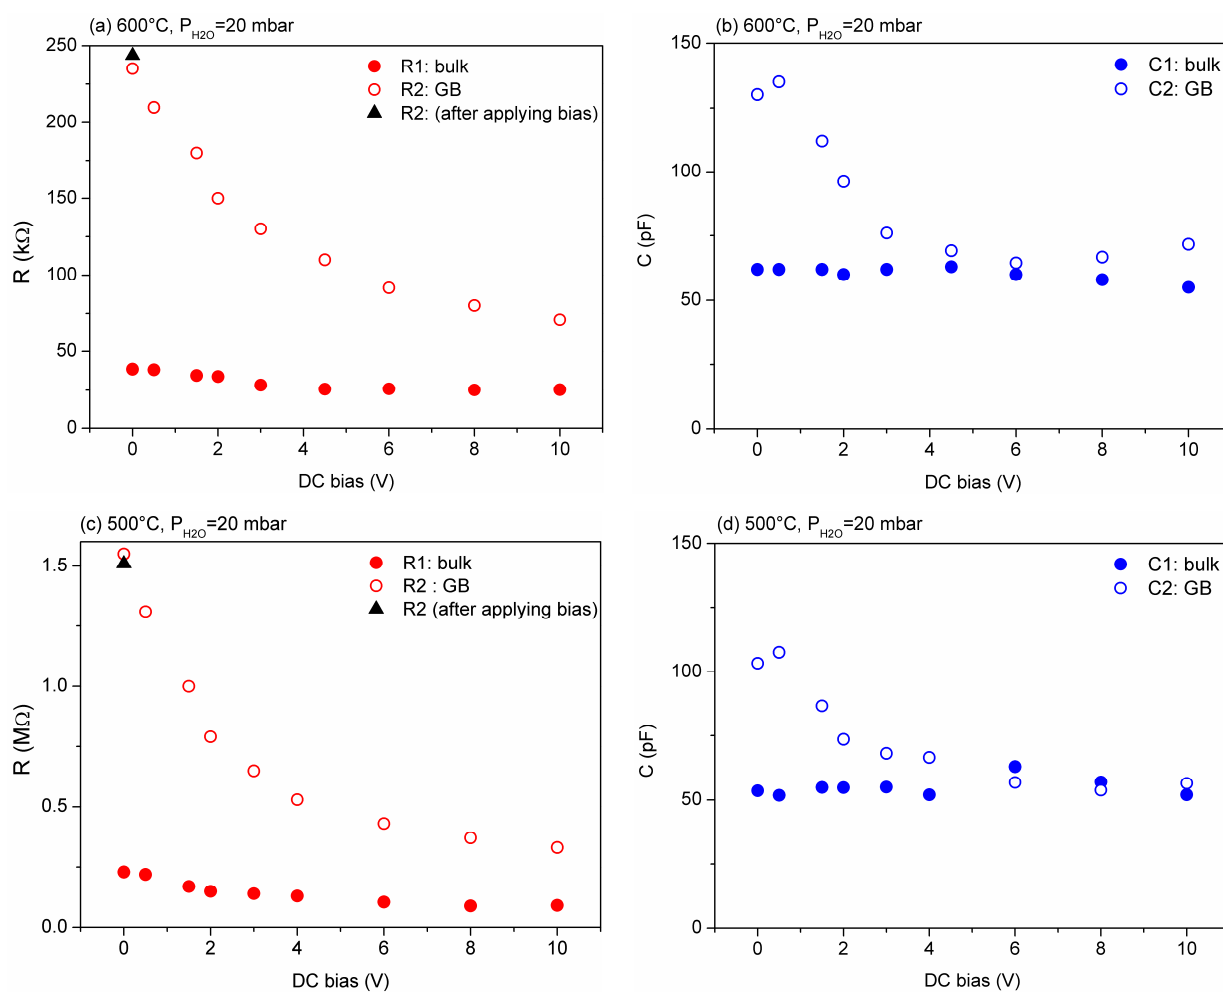 (a) 600°C, P_H2O=20 mbar
250
200
150
100
50
0
R (kΩ)
R1: bulk
R2: GB
R2: (after applying bias)
0 2 4 6 8 10
DC bias (V)
(b) 600°C, P_H2O=20 mbar
150
100
50
0
C (pF)
C1: bulk
C2: GB
0 2 4 6 8 10
DC bias (V)
(c) 500°C, P_H2O=20 mbar
1.5
1.0
0.5
0.0
R (MΩ)
R1: bulk
R2 : GB
R2 (after applying bias)
0 2 4 6 8 10
DC bias (V)
(d) 500°C, P_H2O=20 mbar
150
100
50
0
C (pF)
C1: bulk
C2: GB
0 2 4 6 8 10
DC bias (V)